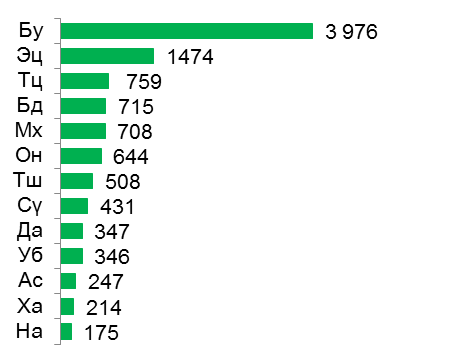 Бу 3 976
Эц 1474
Тц 759
Бд 715
Мх 708
Он 644
Тш 508
Сү 431
Да 347
Уб 346
Ас 247
Ха 214
На 175